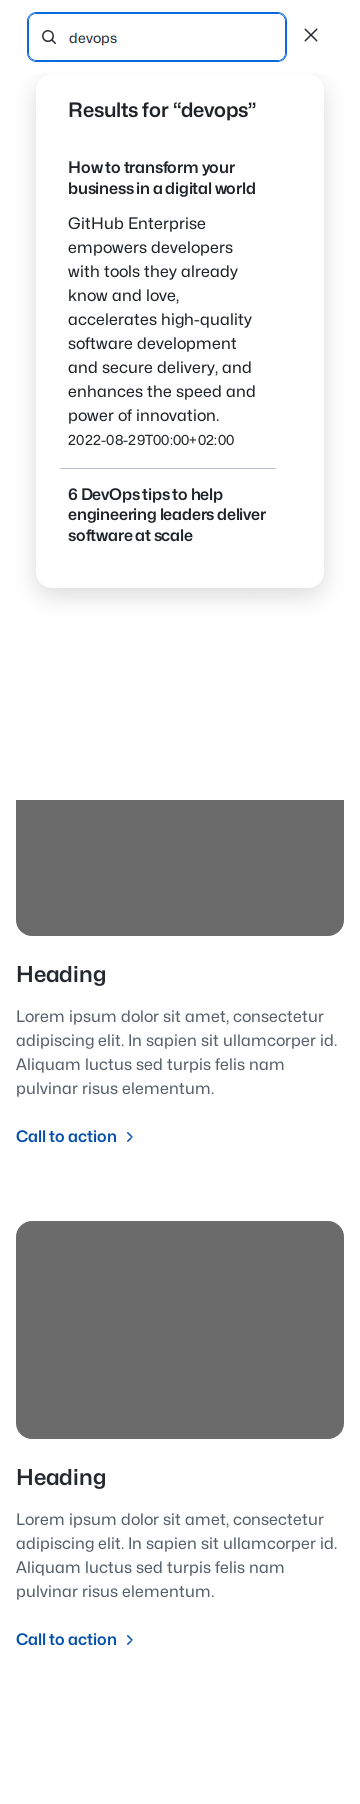 devops
Results for “devops”
How to transform your
business in a digital world
GitHub Enterprise
empowers developers
with tools they already
know and love,
accelerates high-quality
software development
and secure delivery, and
enhances the speed and
power of innovation.
2022-08-29T00:00+02:00
6 DevOps tips to help
engineering leaders deliver
software at scale
Heading
Lorem ipsum dolor sit amet, consectetur
adipiscing elit. In sapien sit ullamcorper id.
Aliquam luctus sed turpis felis nam
pulvinar risus elementum.
Call to action
Heading
Lorem ipsum dolor sit amet, consectetur
adipiscing elit. In sapien sit ullamcorper id.
Aliquam luctus sed turpis felis nam
pulvinar risus elementum.
Call to action